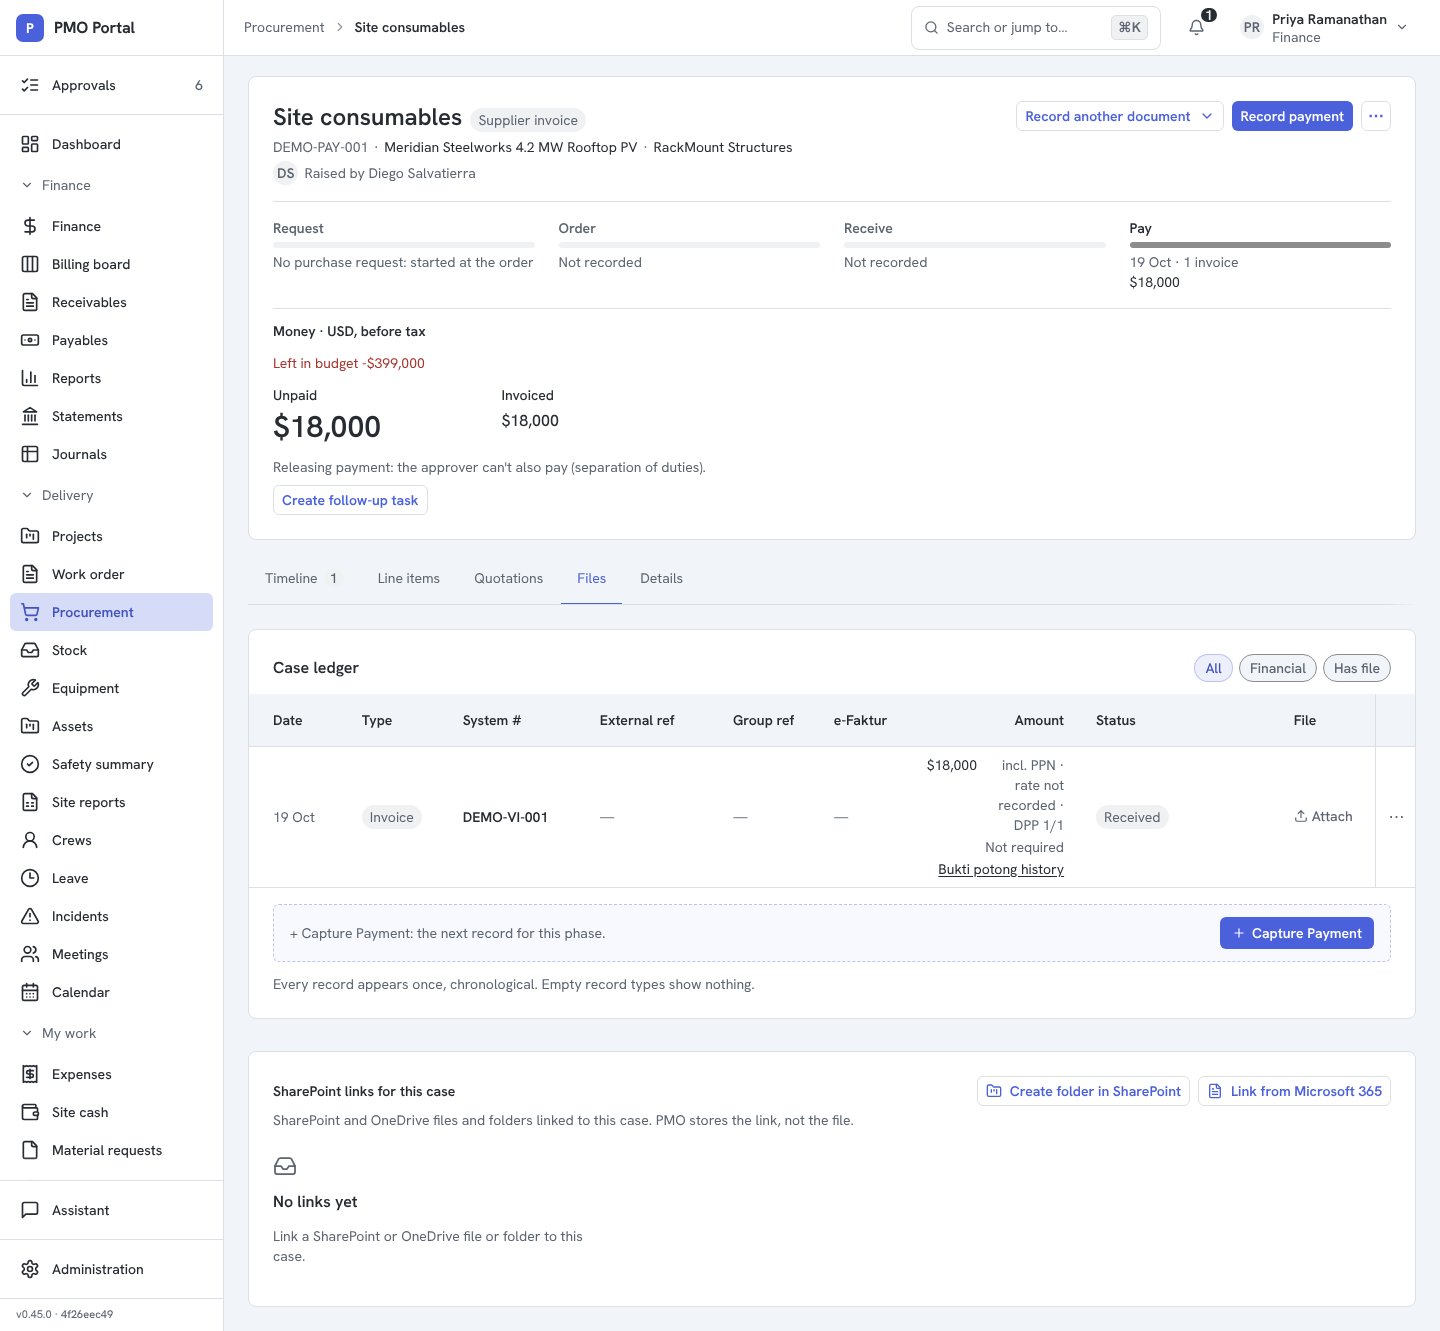 P PMO Portal
Procurement > Site consumables
Search or jump to... ⌘K
1
PR Priya Ramanathan
Finance
Approvals 6
Dashboard
Finance
Finance
Billing board
Receivables
Payables
Reports
Statements
Journals
Delivery
Projects
Work order
Procurement
Stock
Equipment
Assets
Safety summary
Site reports
Crews
Leave
Incidents
Meetings
Calendar
My work
Expenses
Site cash
Material requests
Assistant
Administration
v0.45.0 · 4f26eec49
Site consumables Supplier invoice
Record another document Record payment ···
DEMO-PAY-001 · Meridian Steelworks 4.2 MW Rooftop PV · RackMount Structures
DS Raised by Diego Salvatierra
Request Order Receive Pay
No purchase request: started at the order Not recorded Not recorded 19 Oct · 1 invoice
$18,000
Money · USD, before tax
Left in budget -$399,000
Unpaid Invoiced
$18,000 $18,000
Releasing payment: the approver can't also pay (separation of duties).
Create follow-up task
Timeline 1 Line items Quotations Files Details
Case ledger All Financial Has file
Date Type System # External ref Group ref e-Faktur Amount Status File
19 Oct Invoice DEMO-VI-001 — — — $18,000 incl. PPN ·
rate not
recorded ·
DPP 1/1
Not required
Bukti potong history
Received Attach ···
+ Capture Payment: the next record for this phase. + Capture Payment
Every record appears once, chronological. Empty record types show nothing.
SharePoint links for this case Create folder in SharePoint Link from Microsoft 365
SharePoint and OneDrive files and folders linked to this case. PMO stores the link, not the file.
No links yet
Link a SharePoint or OneDrive file or folder to this
case.